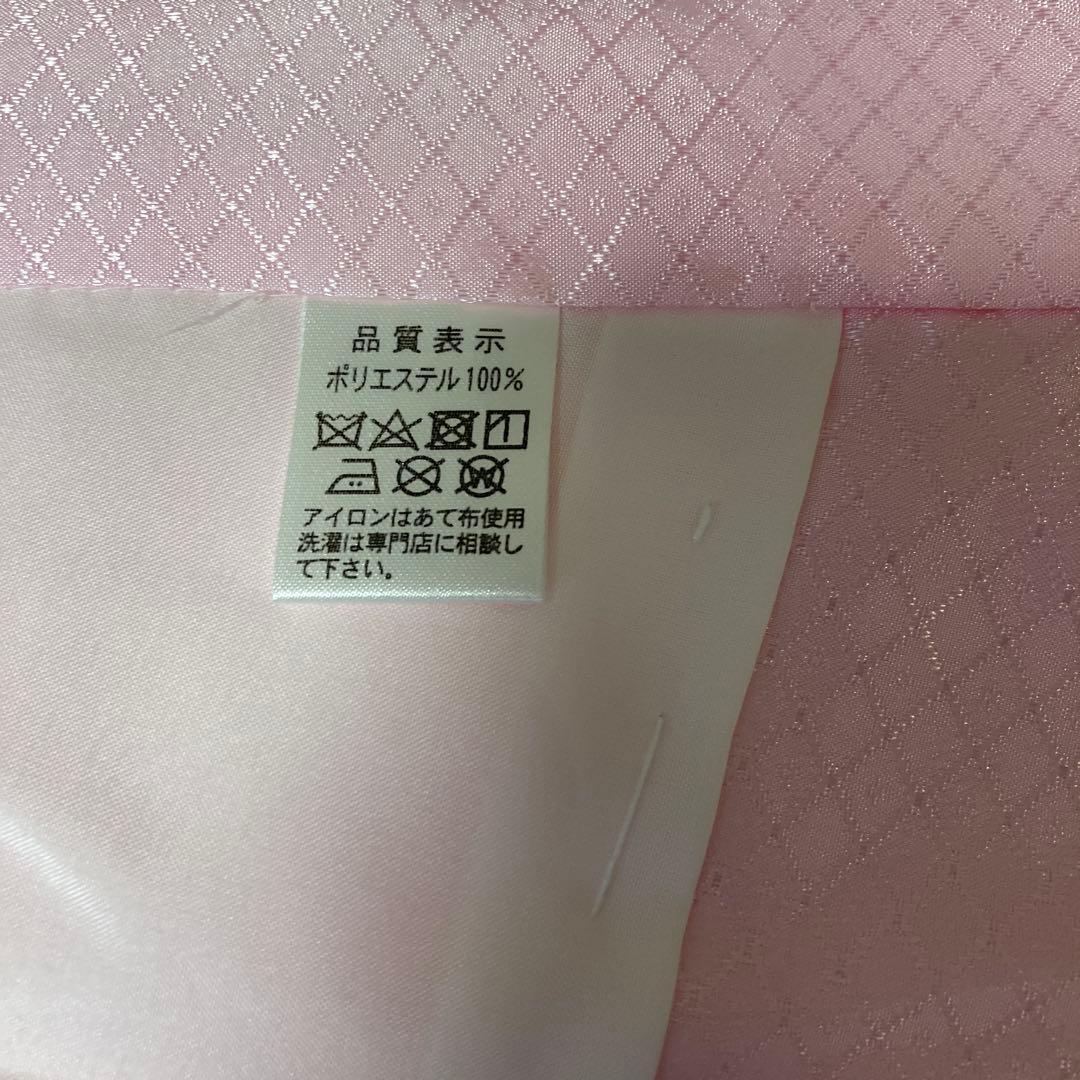 品質表示
ポリエステル100%
W
アイロンはあて布使用
洗濯は専門店に相談し
て下さい。